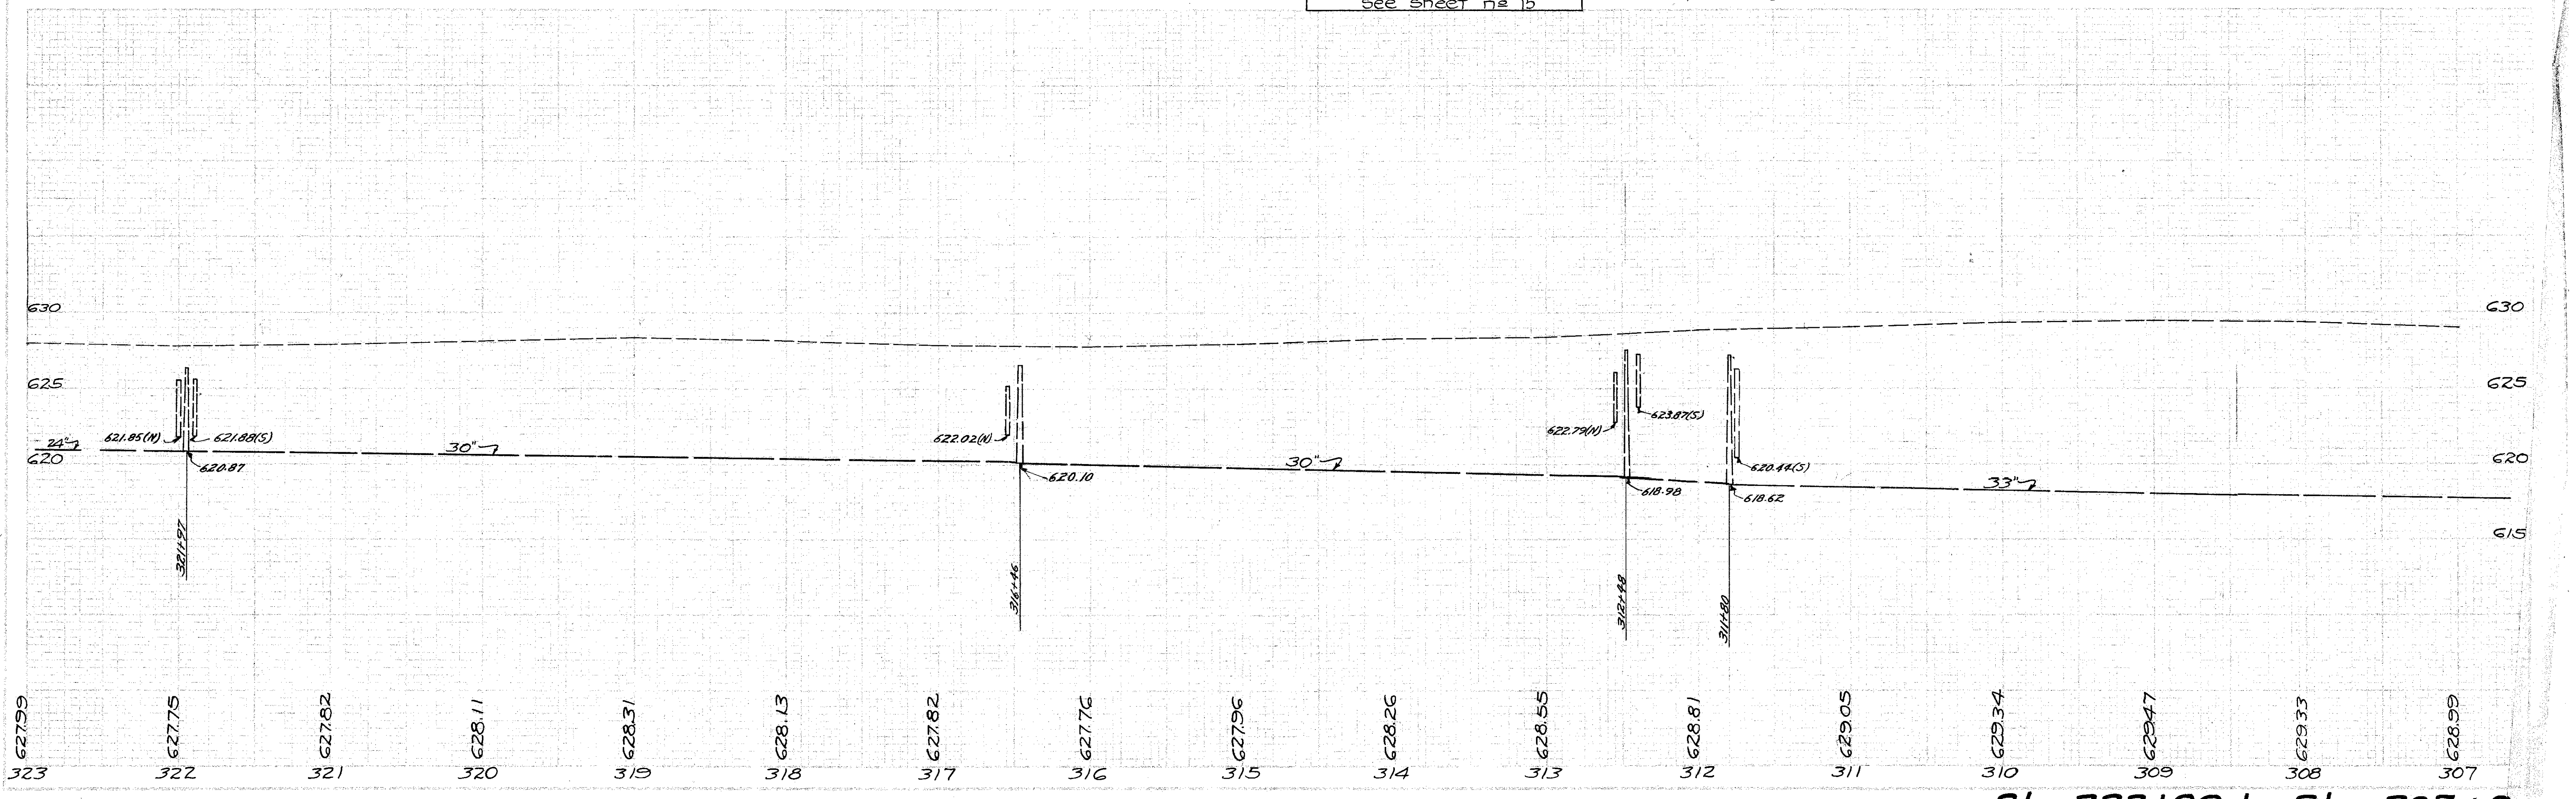 See Sheet no 15
630 630
625 625
24" 621.85(N) 621.88(S) 30" 622.02(N) 30" 622.79(N) 623.87(S) 620.44(S) 33"
620 620.87 620.10 618.98 618.62 620
321+97 316+46 312+48 311+80 615
627.99 627.75 627.82 628.11 628.31 628.13 627.82 627.76 627.96 628.26 628.55 628.81 629.05 629.34 629.47 629.33 628.99
323 322 321 320 319 318 317 316 315 314 313 312 311 310 309 308 307